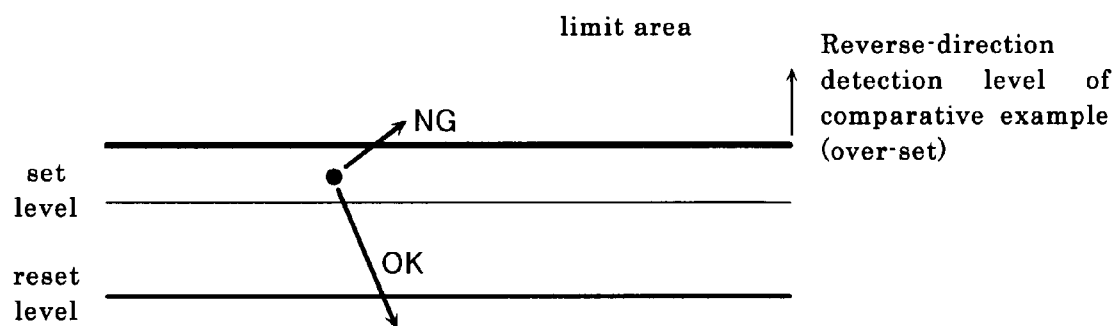 limit area
Reverse-direction
detection level of
comparative example
(over-set)
NG
set
level
OK
reset
level